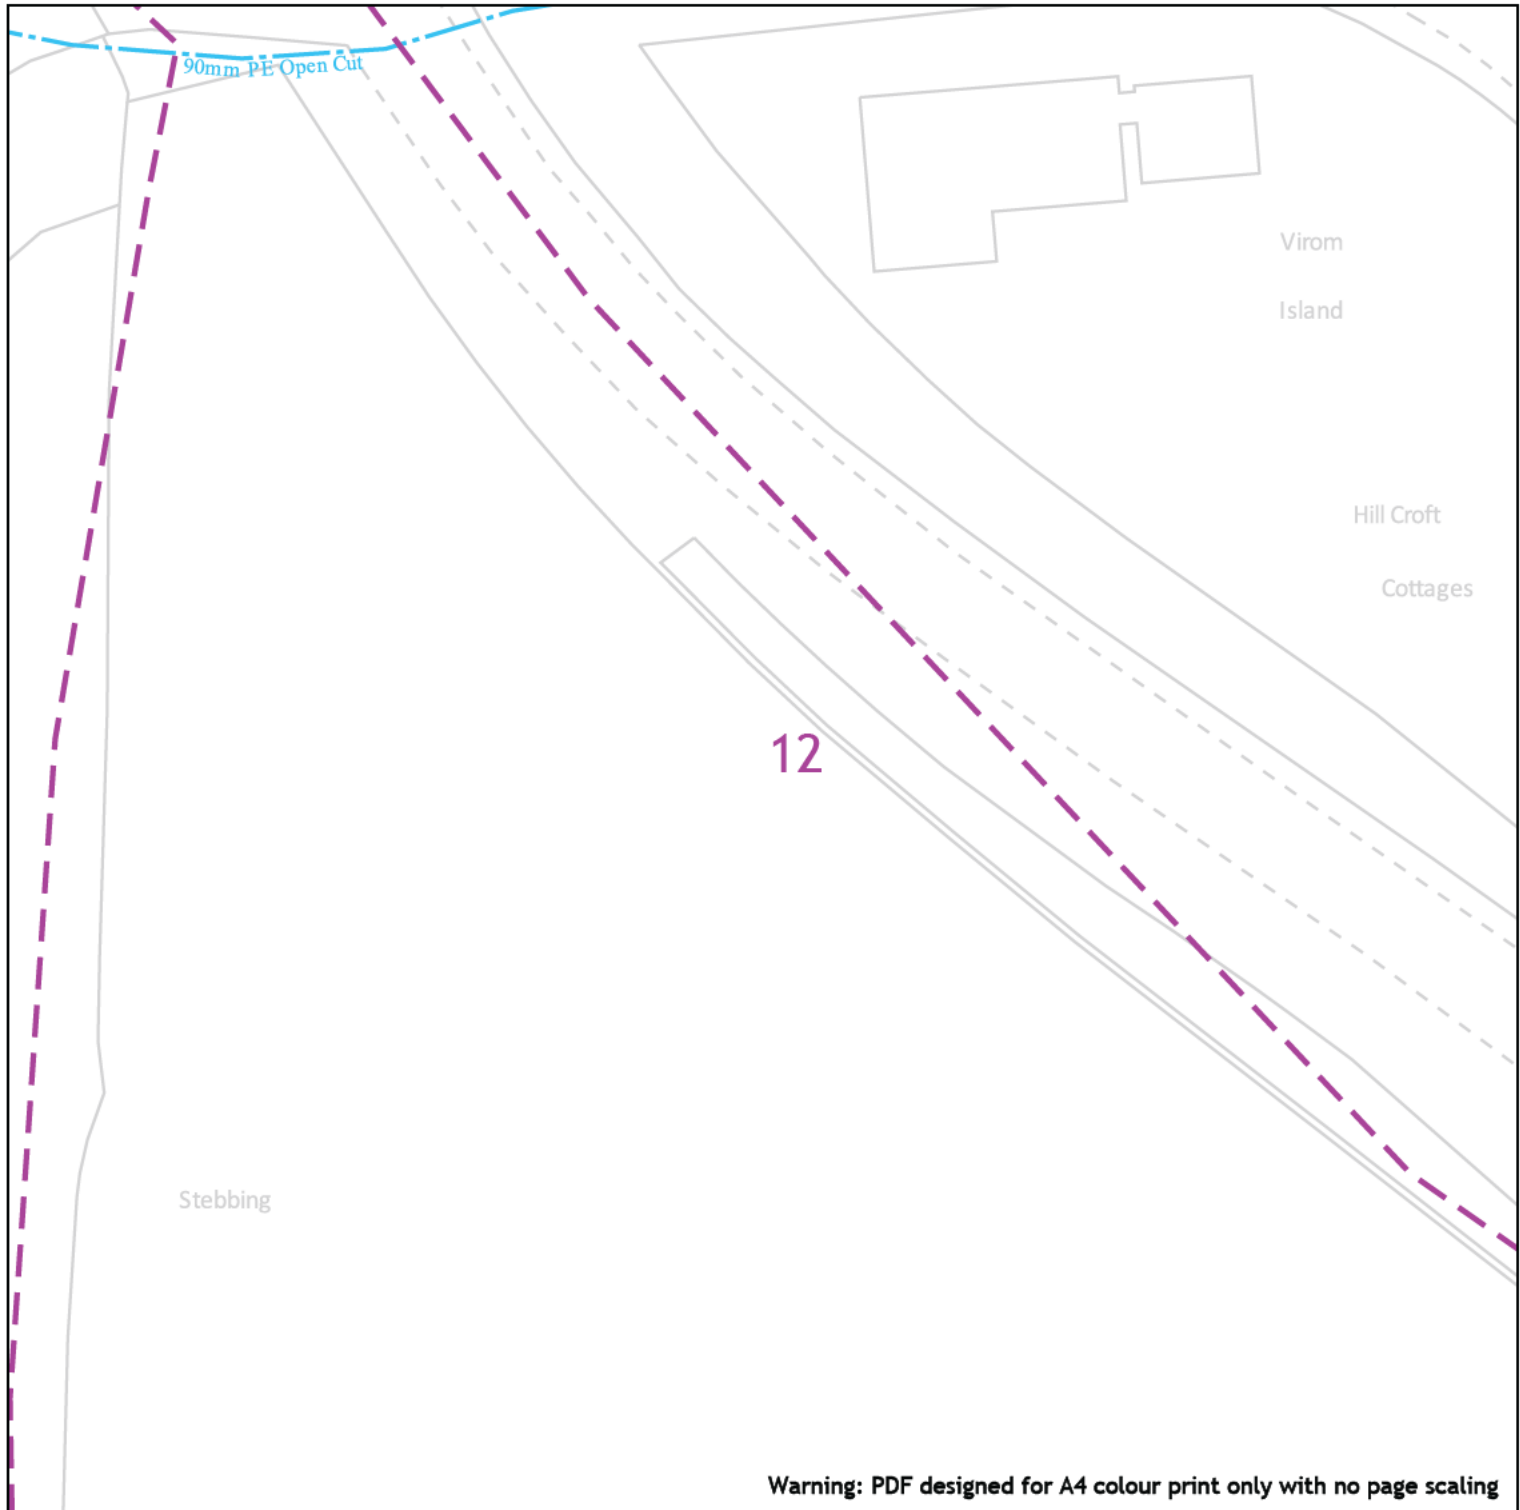 90mm PE Open Cut
Virom
Island
Hill Croft
Cottages
12
Stebbing
Warning: PDF designed for A4 colour print only with no page scaling